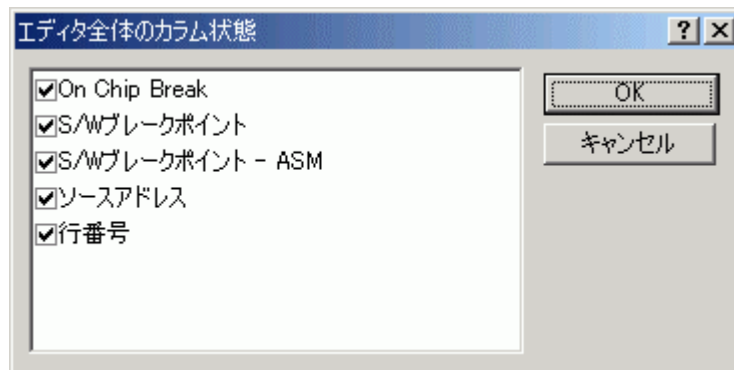 エディタ全体のカラム状態
On Chip Break
S/Wブレークポイント
S/Wブレークポイント - ASM
ソースアドレス
行番号
OK
キャンセル